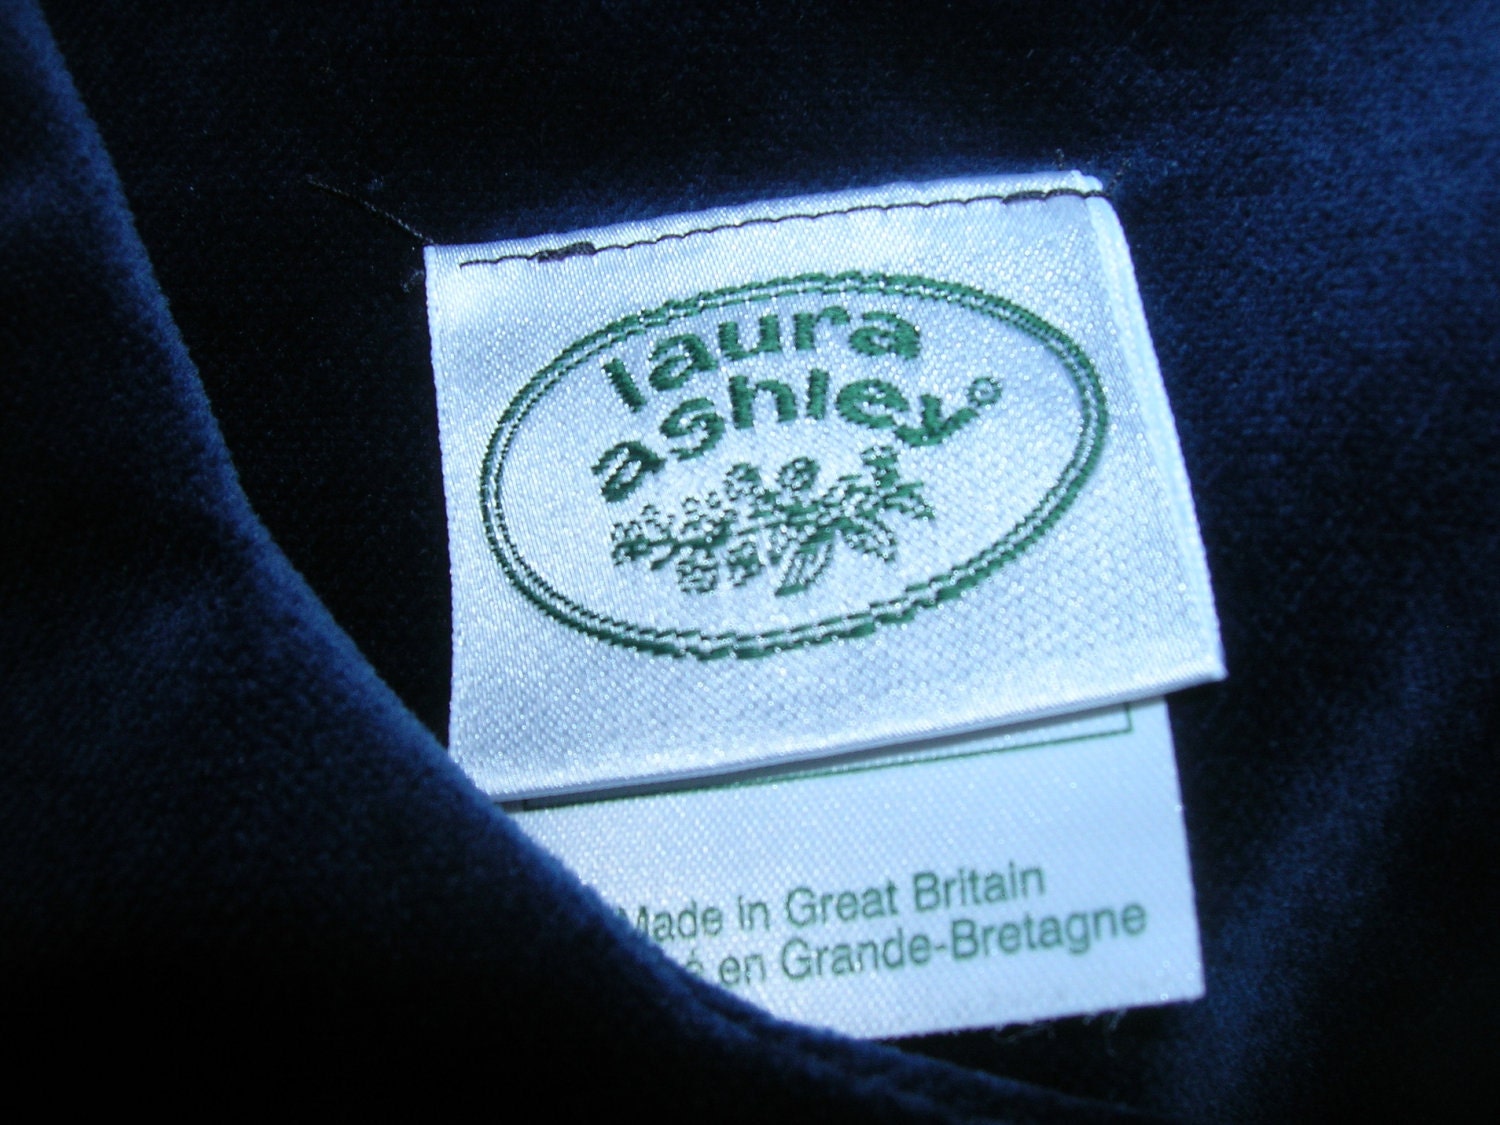 laura
ashley®
Made in Great Britain
en Grande-Bretagne